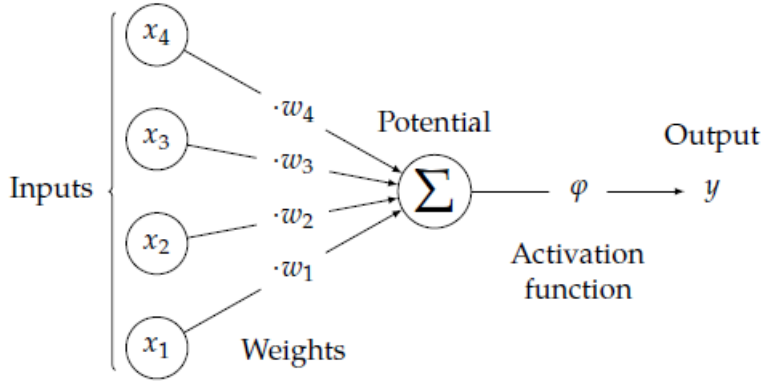 x₄
·w₄
Potential
x₃
Output
·w₃
Inputs
Σ
φ
y
x₂
·w₂
Activation
function
·w₁
x₁
Weights